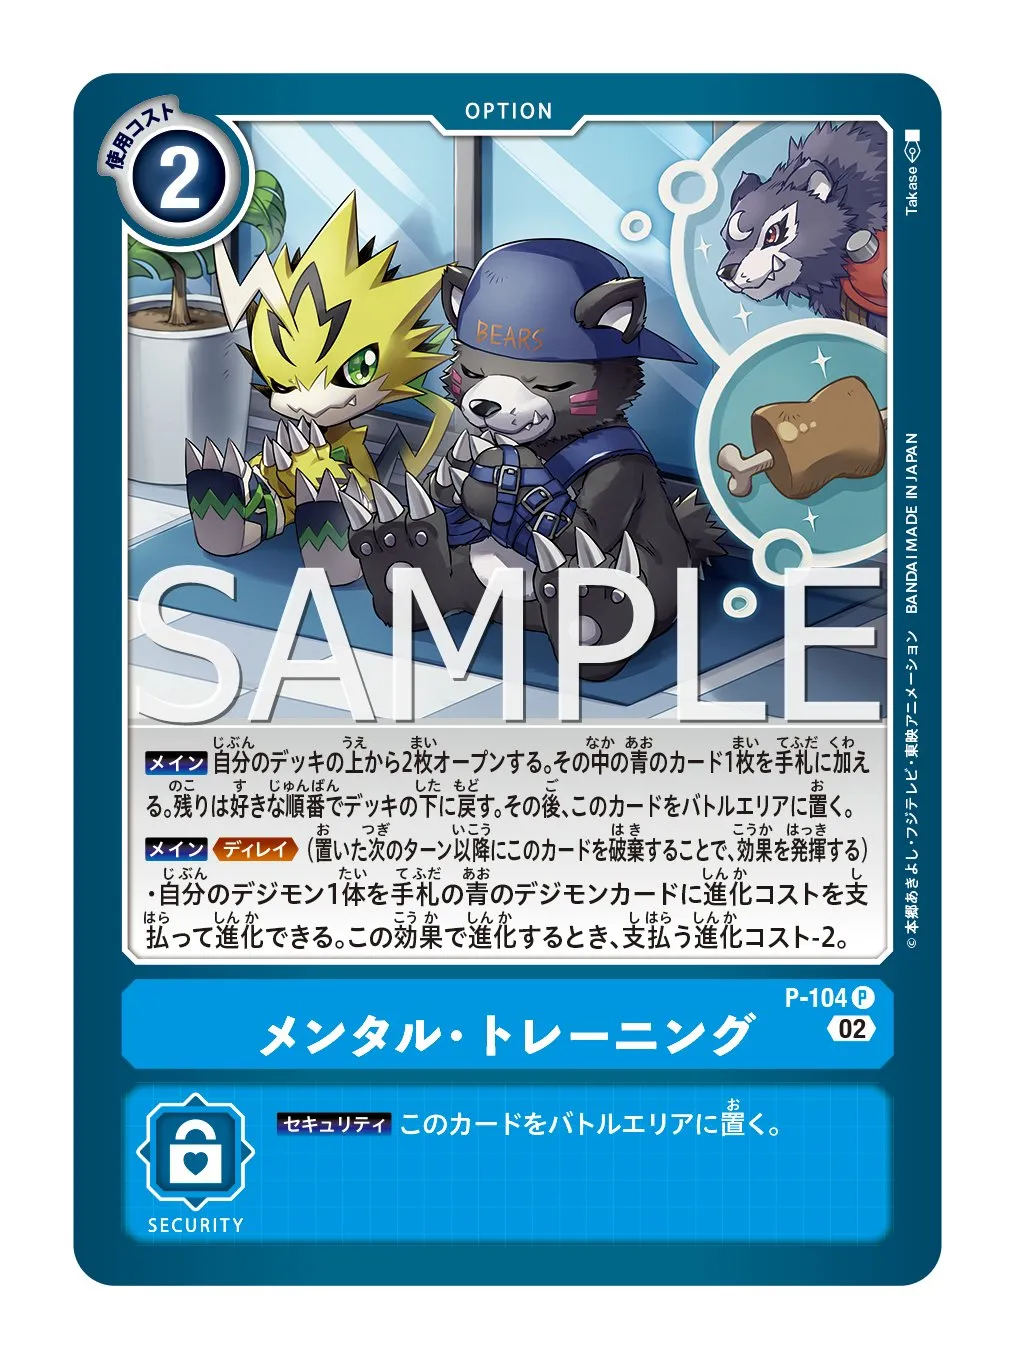 OPTION
使用コスト
2
Takase
BEARS
SAMPLE
メイン 自分のデッキの上から2枚オープンする。その中の青のカード1枚を手札に加え
る。残りは好きな順番でデッキの下に戻す。その後、このカードをバトルエリアに置く。
メイン ディレイ (置いた次のターン以降にこのカードを破棄することで、効果を発揮する)
・自分のデジモン1体を手札の青のデジモンカードに進化コストを支
払って進化できる。この効果で進化するとき、支払う進化コスト-2。
©本郷あきよし・フジテレビ・東映アニメーション BANDAI MADE IN JAPAN
P-104 P
02
メンタル・トレーニング
セキュリティ このカードをバトルエリアに置く。
SECURITY